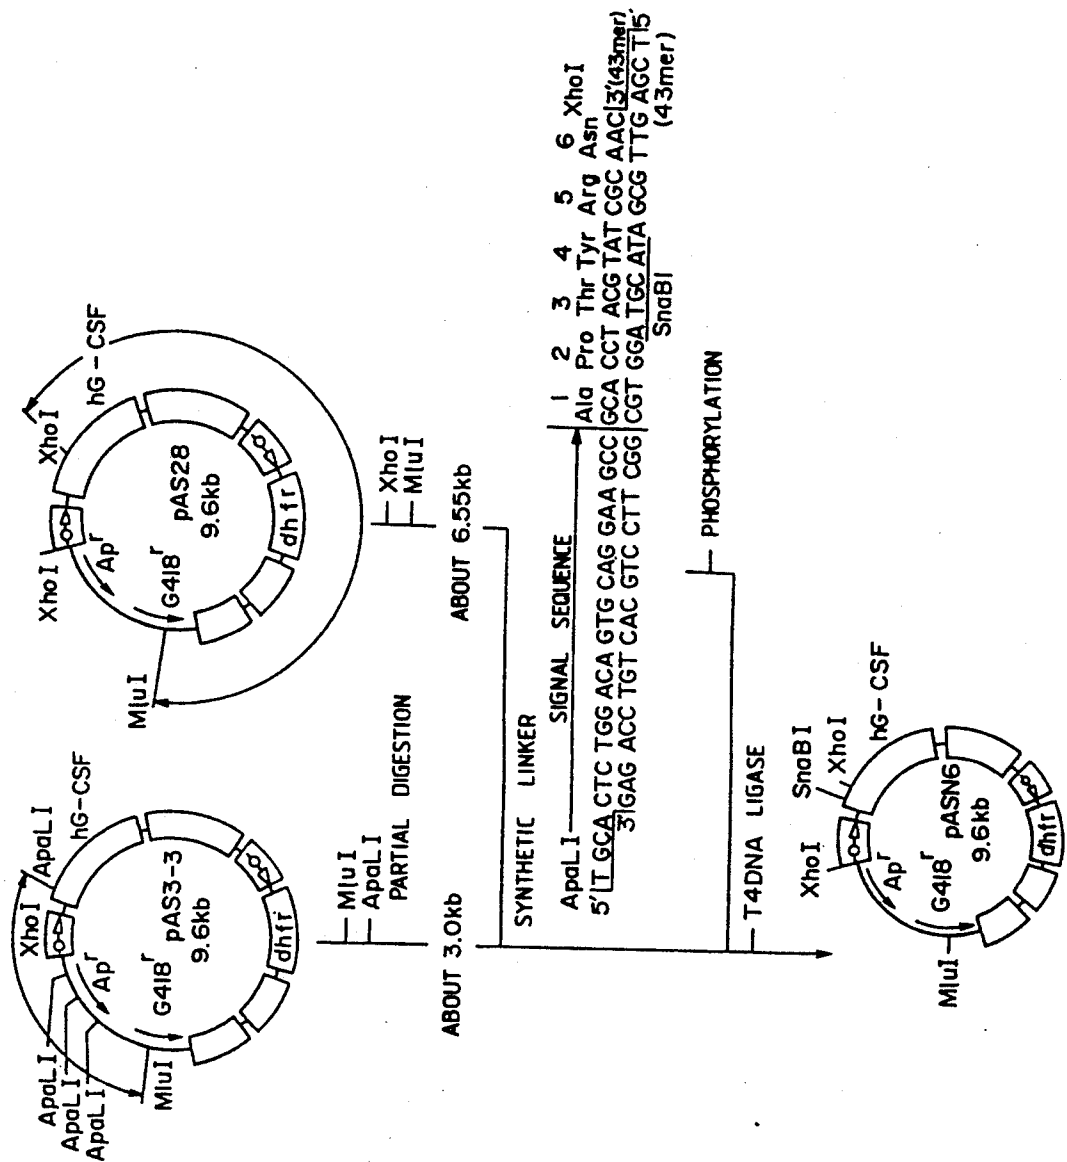 XhoI
ApaLI
hG-CSF
ApaLI
ApaLI
ApaLI
Apʳ
G418ʳ
pAS3-3
9.6kb
MluI
dhfr
MluI
ApaLI
PARTIAL DIGESTION
ABOUT 3.0kb
XhoI
XhoI
hG-CSF
Apʳ
G418ʳ
pAS28
9.6kb
MluI
dhfr
XhoI
MluI
ABOUT 6.55kb
SYNTHETIC LINKER
ApaLI
SIGNAL SEQUENCE
1 2 3 4 5 6
Ala Pro Thr Tyr Arg Asn XhoI
5' T GCA CTC TGG ACA GTG CAG GAA GCC GCA CCT ACG TAT CGC AAC 3' (43mer)
3' GAG ACC TGT CAC GTC CTT CGG CGT GGA TGC ATA GCG TTG AGC T 5'
SnaBI
(43mer)
PHOSPHORYLATION
T4DNA LIGASE
XhoI
SnaBI
XhoI
hG-CSF
Apʳ
G418ʳ
pASN6
9.6kb
MluI
dhfr